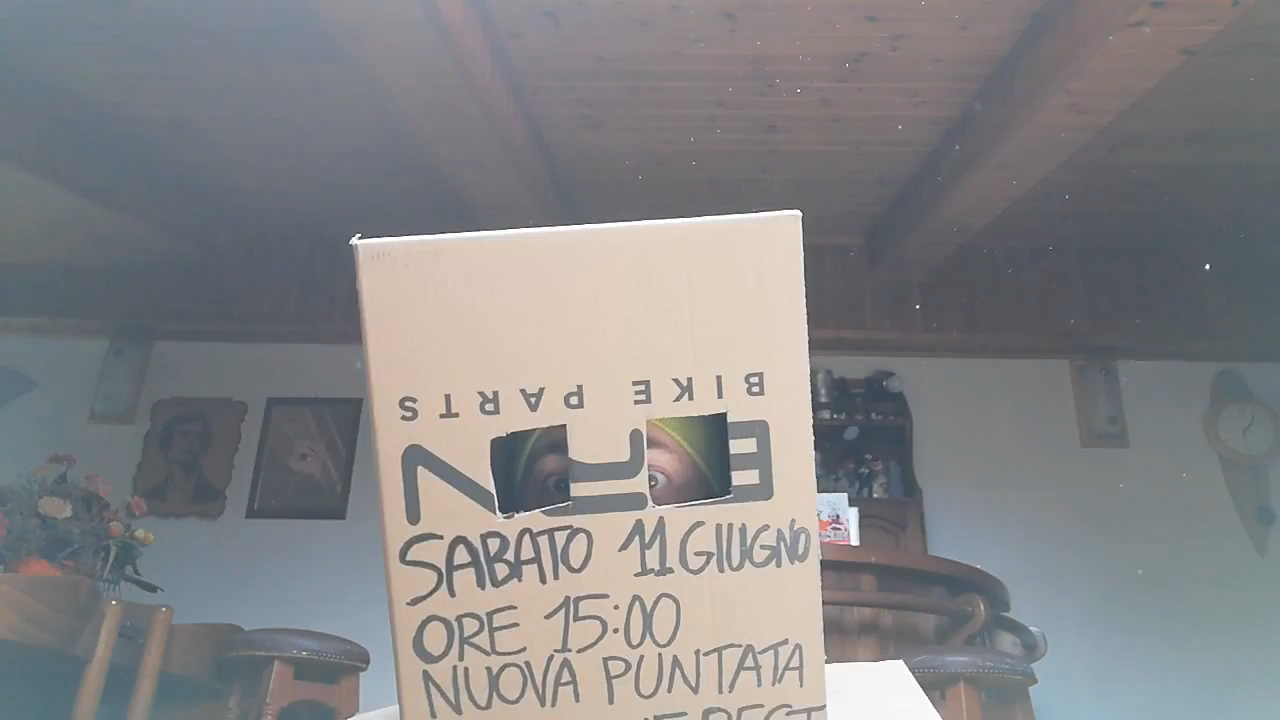 BIKE PARTS
SABATO 11 GIUGNO
ORE 15:00
NUOVA PUNTATA